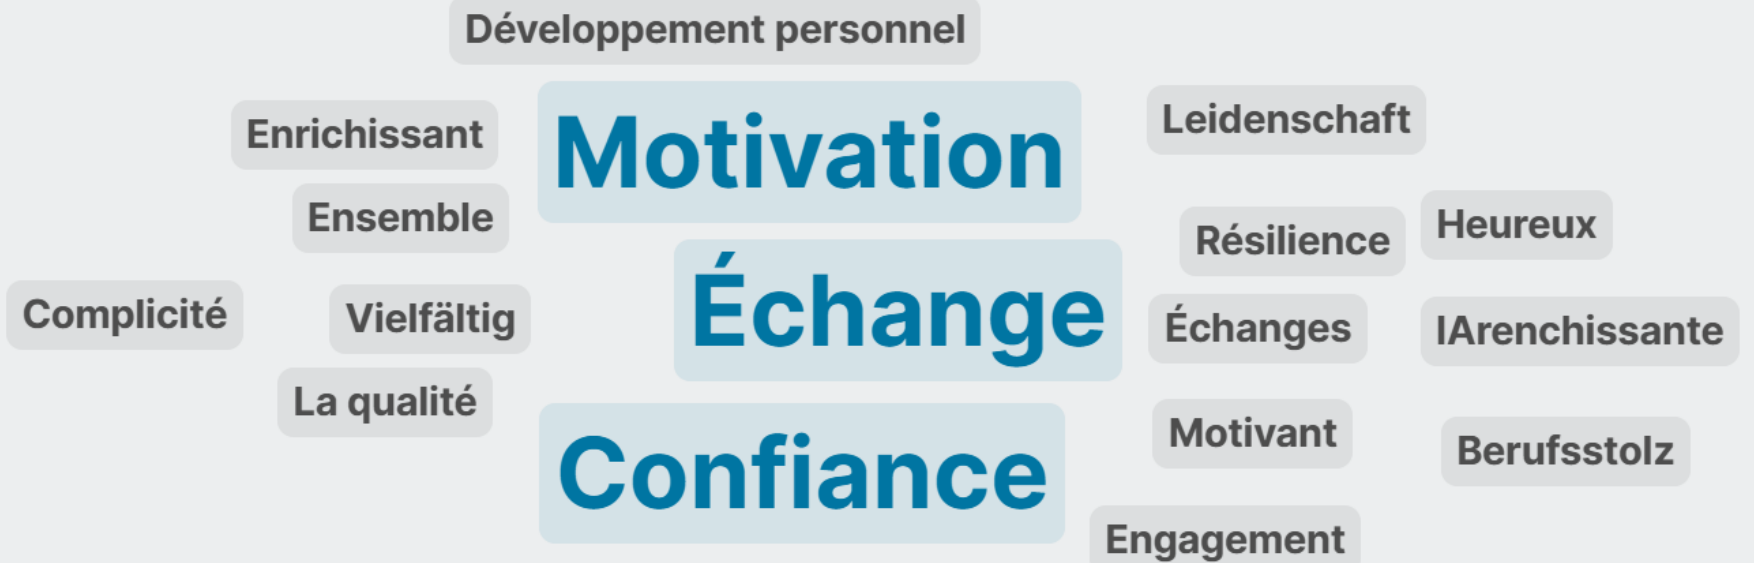 Développement personnel
Motivation
Leidenschaft
Enrichissant
Ensemble
Résilience
Heureux
Échange
Complicité
Vielfältig
Échanges
IArenchissante
La qualité
Confiance
Motivant
Berufsstolz
Engagement